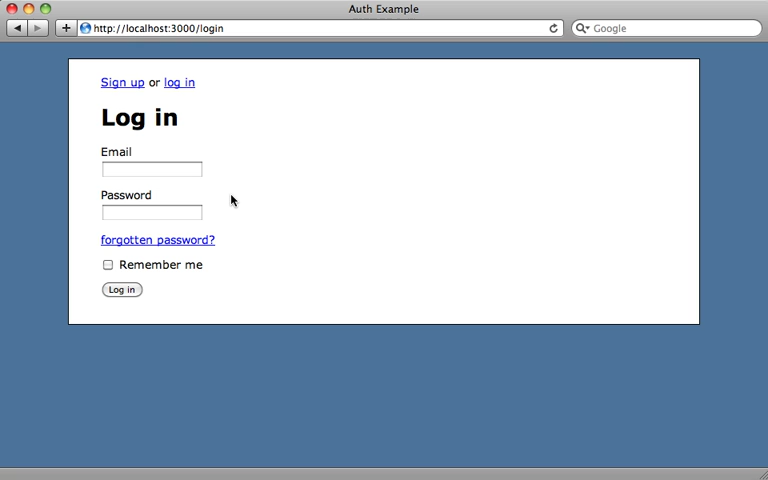 Auth Example
http://localhost:3000/login
Google
Sign up or log in
Log in
Email
Password
forgotten password?
Remember me
Log in